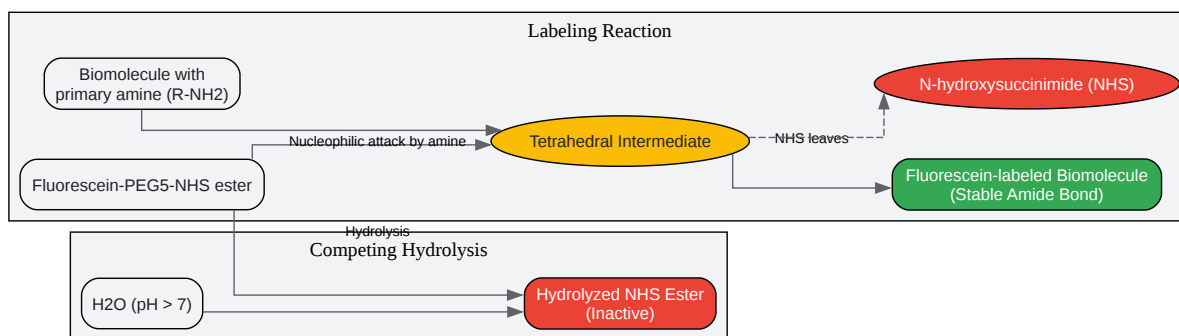 Labeling Reaction
Biomolecule with
primary amine (R-NH2)
N-hydroxysuccinimide (NHS)
Nucleophilic attack by amine
Tetrahedral Intermediate
NHS leaves
Fluorescein-PEG5-NHS ester
Fluorescein-labeled Biomolecule
(Stable Amide Bond)
Hydrolysis
Competing Hydrolysis
H2O (pH > 7)
Hydrolyzed NHS Ester
(Inactive)